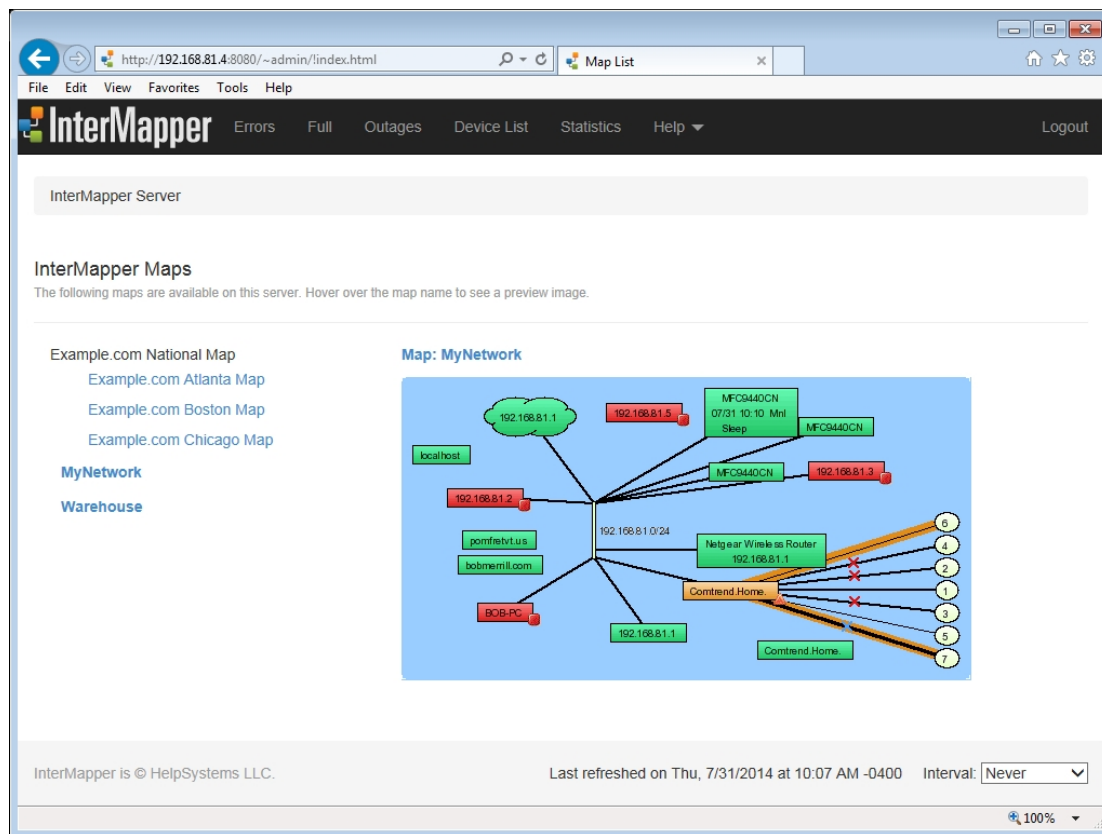 http://192.168.81.4:8080/~admin/!index.html
Map List
File Edit View Favorites Tools Help
InterMapper Errors Full Outages Device List Statistics Help Logout
InterMapper Server
InterMapper Maps
The following maps are available on this server. Hover over the map name to see a preview image.
Example.com National Map
Example.com Atlanta Map
Example.com Boston Map
Example.com Chicago Map
MyNetwork
Warehouse
Map: MyNetwork
192.168.81.1
192.168.81.5
MFC9440CN
07/31 10:10 Mnl
Sleep
MFC9440CN
localhost
MFC9440CN
192.168.81.3
192.168.81.2
192.168.81.0/24
pomfretvt.us
bobmerrill.com
Netgear Wireless Router
192.168.81.1
Comtrend.Home.
BOB-PC
192.168.81.1
Comtrend.Home.
6
4
2
1
3
5
7
InterMapper is © HelpSystems LLC.
Last refreshed on Thu, 7/31/2014 at 10:07 AM -0400 Interval: Never
100%